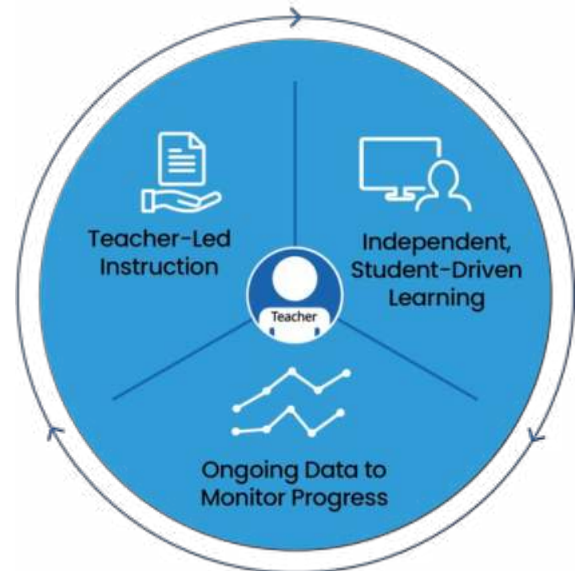 Teacher-Led
Instruction
Independent,
Student-Driven
Learning
Teacher
Ongoing Data to
Monitor Progress